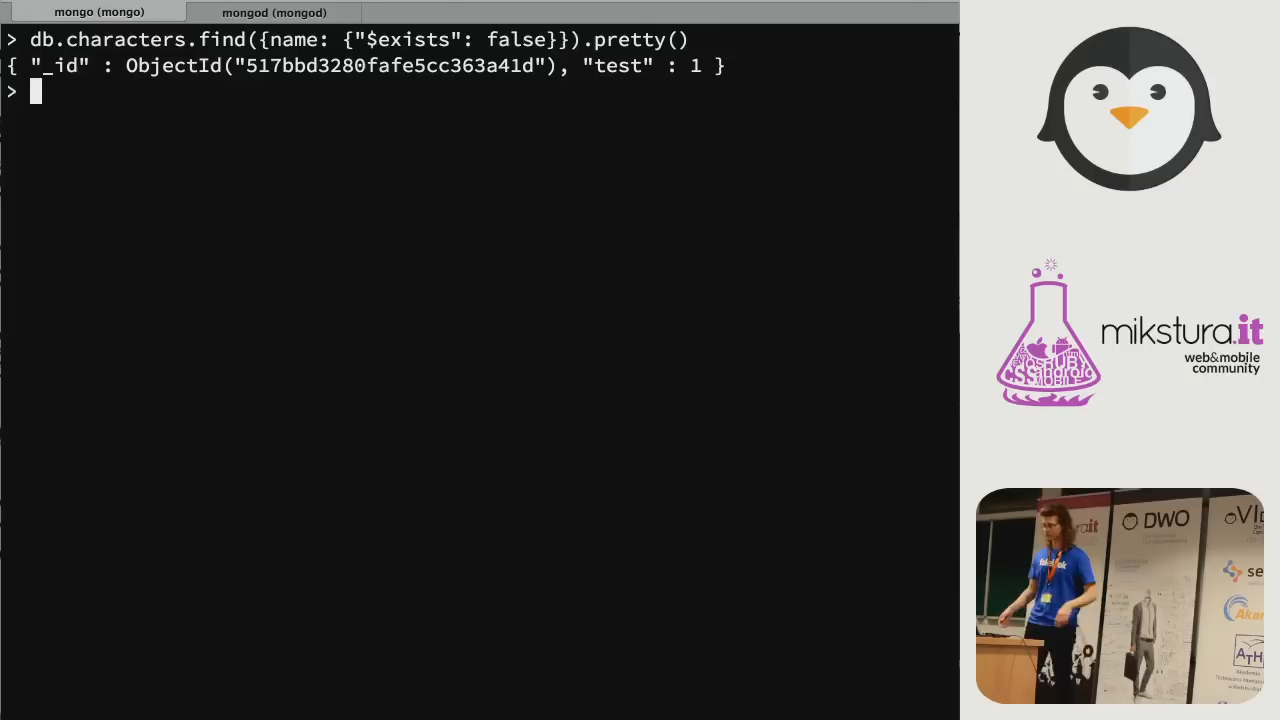 mongo (mongo)
mongod (mongod)
> db.characters.find({name: {"$exists": false}}).pretty()
{ "_id" : ObjectId("517bbd3280fafe5cc363a41d"), "test" : 1 }
>
mikstura.it
web&mobile
community
DWO
ATH